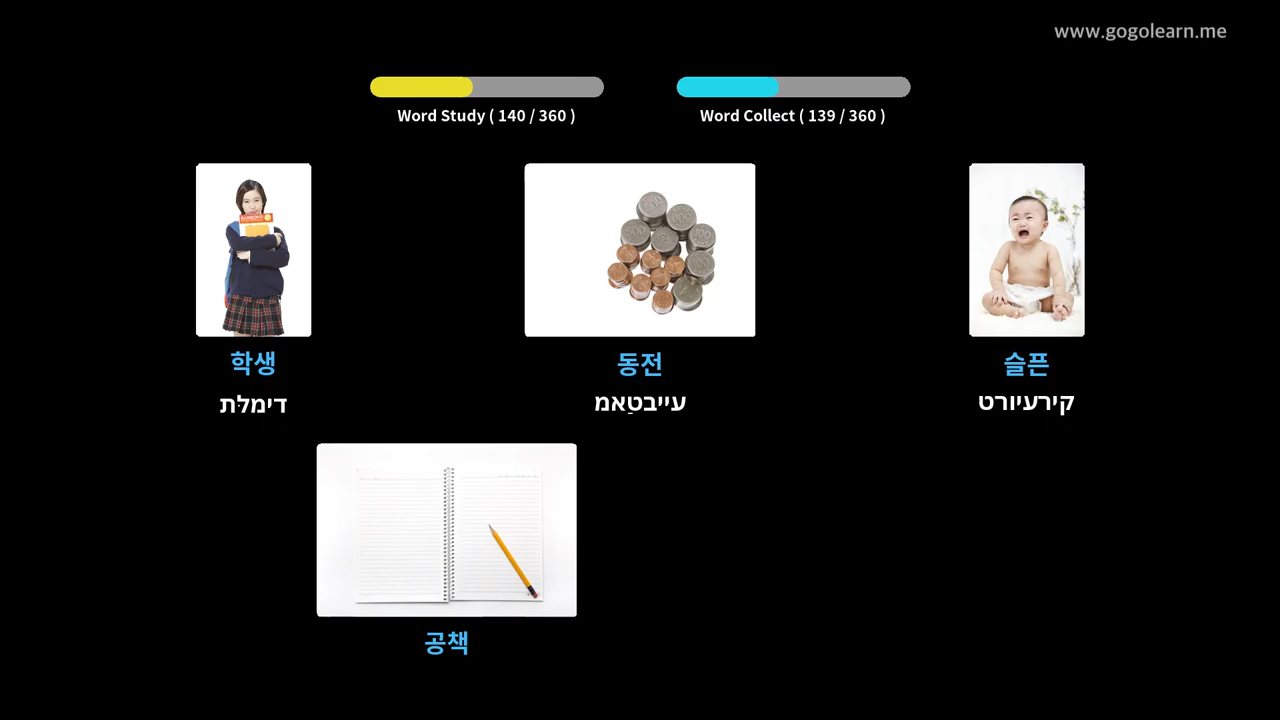 www.gogolearn.me
Word Study ( 140 / 360 )
Word Collect ( 139 / 360 )
학생
동전
슬픈
דימלּת
עייבטַאמ
קירעיורט
공책